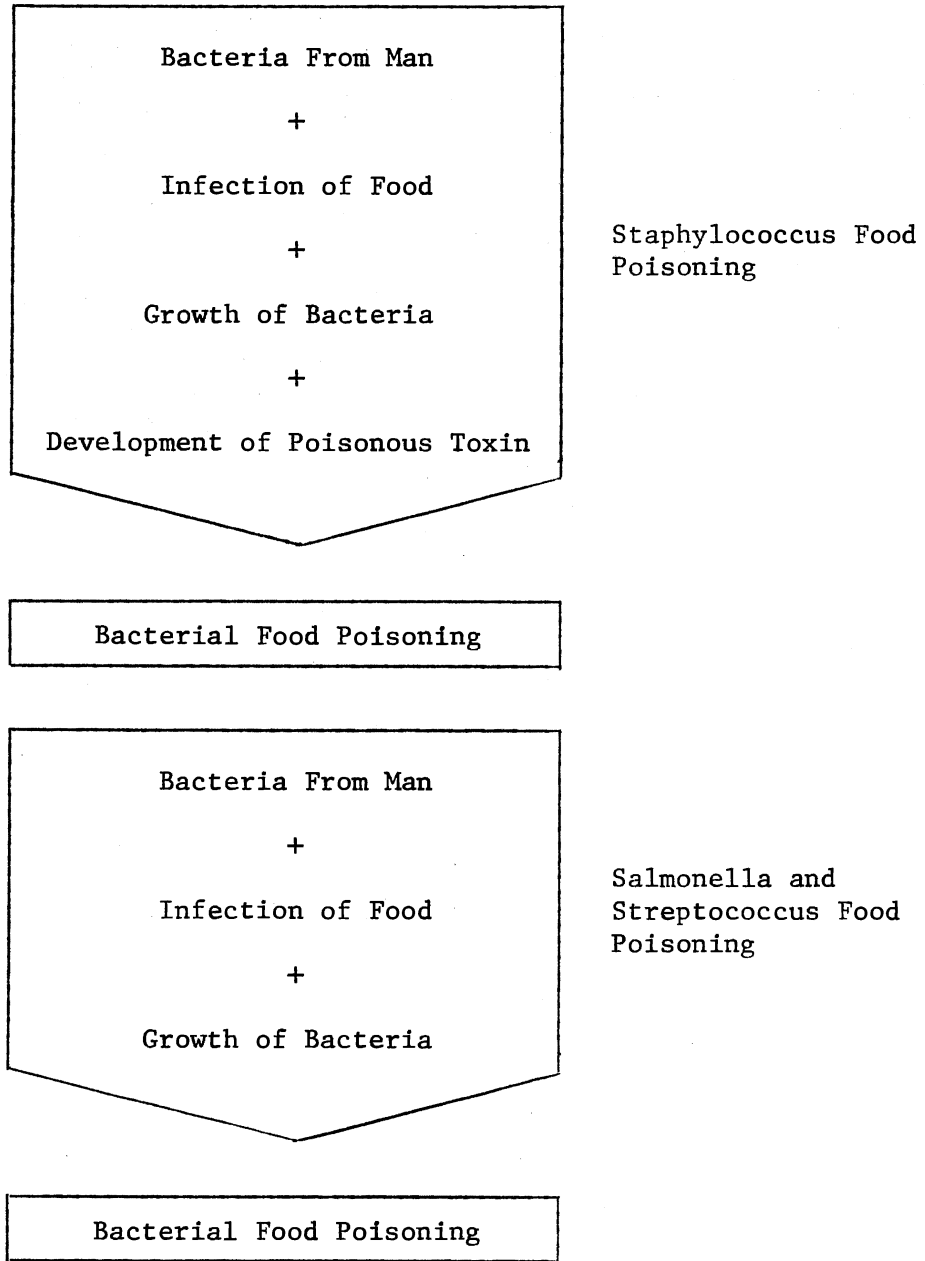 Bacteria From Man
+
Infection of Food
+
Growth of Bacteria
+
Development of Poisonous Toxin
Staphylococcus Food
Poisoning
Bacterial Food Poisoning
Bacteria From Man
+
Infection of Food
+
Growth of Bacteria
Salmonella and
Streptococcus Food
Poisoning
Bacterial Food Poisoning